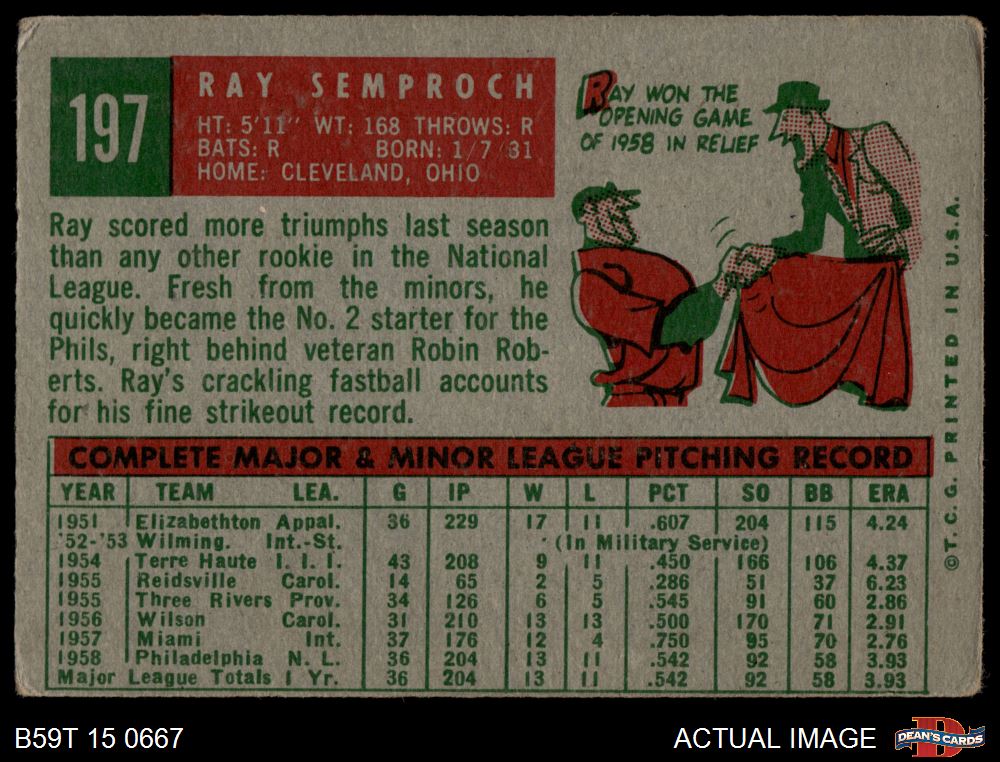 197
RAY SEMPROCH
HT: 5'11" WT: 168 THROWS: R
BATS: R BORN: 1/7/31
HOME: CLEVELAND, OHIO
RAY WON THE
OPENING GAME
OF 1958 IN RELIEF
Ray scored more triumphs last season
than any other rookie in the National
League. Fresh from the minors, he
quickly became the No. 2 starter for the
Phils, right behind veteran Robin Rob-
erts. Ray's crackling fastball accounts
for his fine strikeout record.
COMPLETE MAJOR & MINOR LEAGUE PITCHING RECORD
YEAR TEAM LEA. G IP W L PCT SO BB ERA
1951 Elizabethton Appal. 36 229 17 11 .607 204 115 4.24
'52-'53 Wilming. Int.-St. (In Military Service)
1954 Terre Haute I. I. I. 43 208 9 11 .450 166 106 4.37
1955 Reidsville Carol. 14 65 2 5 .286 51 37 6.23
1955 Three Rivers Prov. 34 126 6 5 .545 91 60 2.86
1956 Wilson Carol. 31 210 13 13 .500 170 71 2.91
1957 Miami Int. 37 176 12 4 .750 95 70 2.76
1958 Philadelphia N. L. 36 204 13 11 .542 92 58 3.93
Major League Totals 1 Yr. 36 204 13 11 .542 92 58 3.93
©T. C. G. PRINTED IN U.S.A.
B59T 15 0667
ACTUAL IMAGE
DEAN'S CARDS